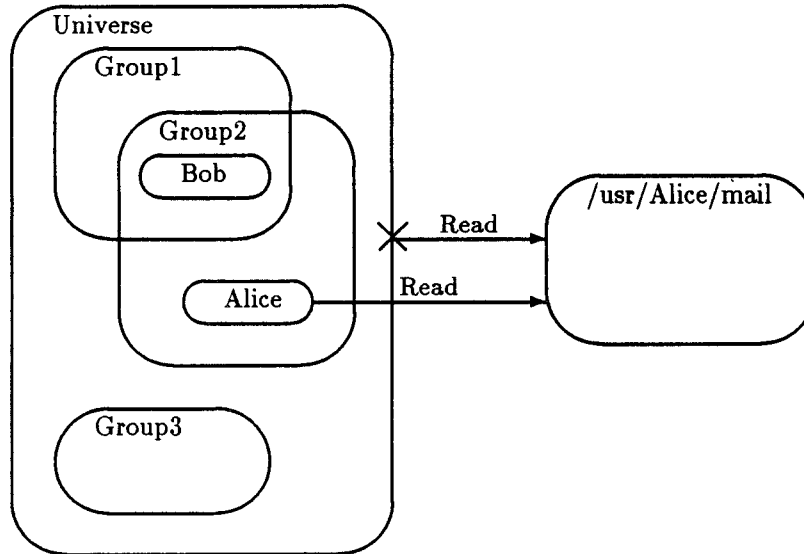 Universe
Group1
Group2
Bob
/usr/Alice/mail
Read
Alice
Read
Group3